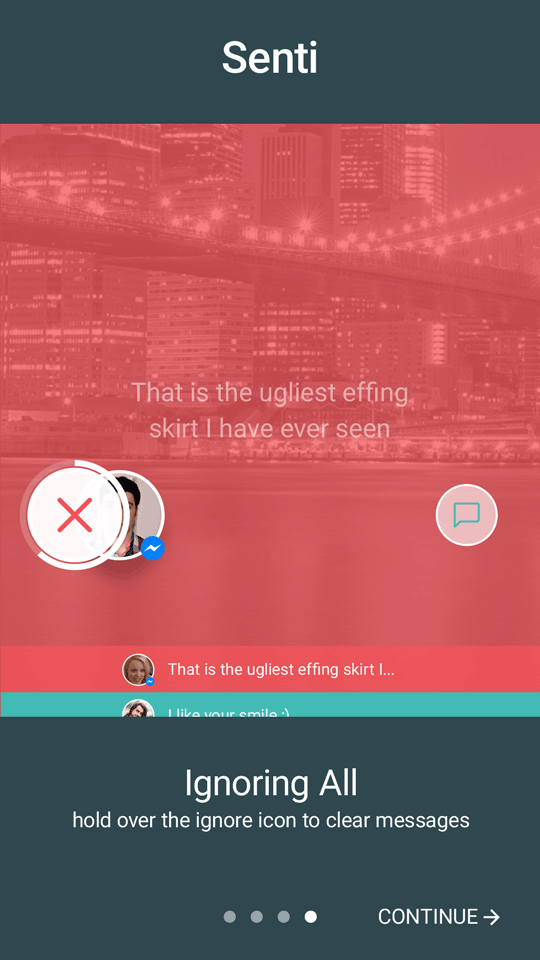 Senti
That is the ugliest effing
skirt I have ever seen
That is the ugliest effing skirt I...
I like your smile :)
Ignoring All
hold over the ignore icon to clear messages
CONTINUE